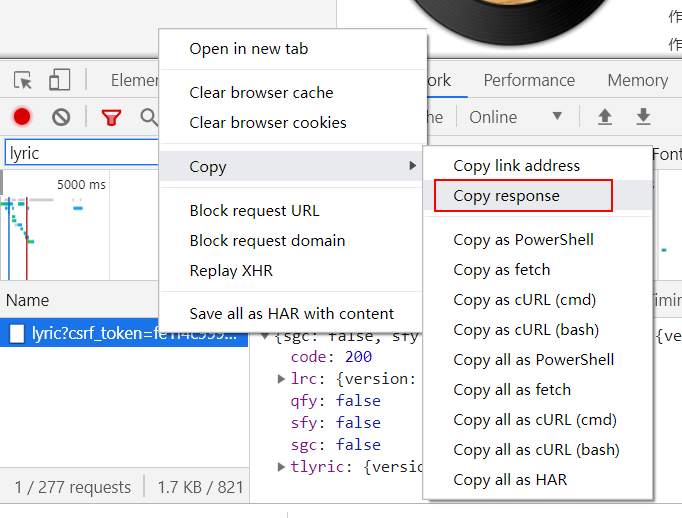 作
作
Open in new tab
Clear browser cache
Clear browser cookies
Copy
Block request URL
Block request domain
Replay XHR
Save all as HAR with content
Copy link address
Copy response
Copy as PowerShell
Copy as fetch
Copy as cURL (cmd)
Copy as cURL (bash)
Copy all as PowerShell
Copy all as fetch
Copy all as cURL (cmd)
Copy all as cURL (bash)
Copy all as HAR
Elemen
ork
Performance
Memory
he
Online
lyric
Font
5000 ms
Name
lyric?csrf_token=
{sgc: false, sfy
code: 200
lrc: {version:
qfy: false
sfy: false
sgc: false
tlyric: {version
1 / 277 requests
1.7 KB / 821